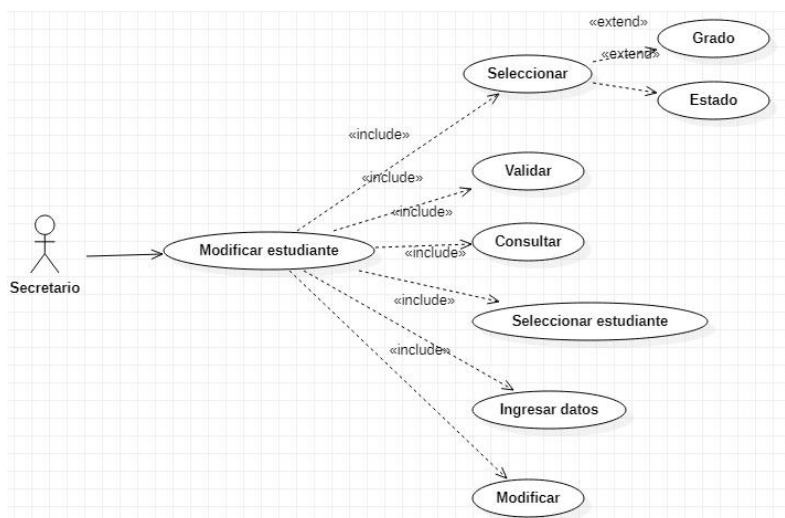 «extend»
Grado
«extend»
Seleccionar
Estado
«include»
«include»
Validar
«include»
Modificar estudiante
Consultar
«include»
Secretario
«include»
Seleccionar estudiante
«include»
Ingresar datos
Modificar